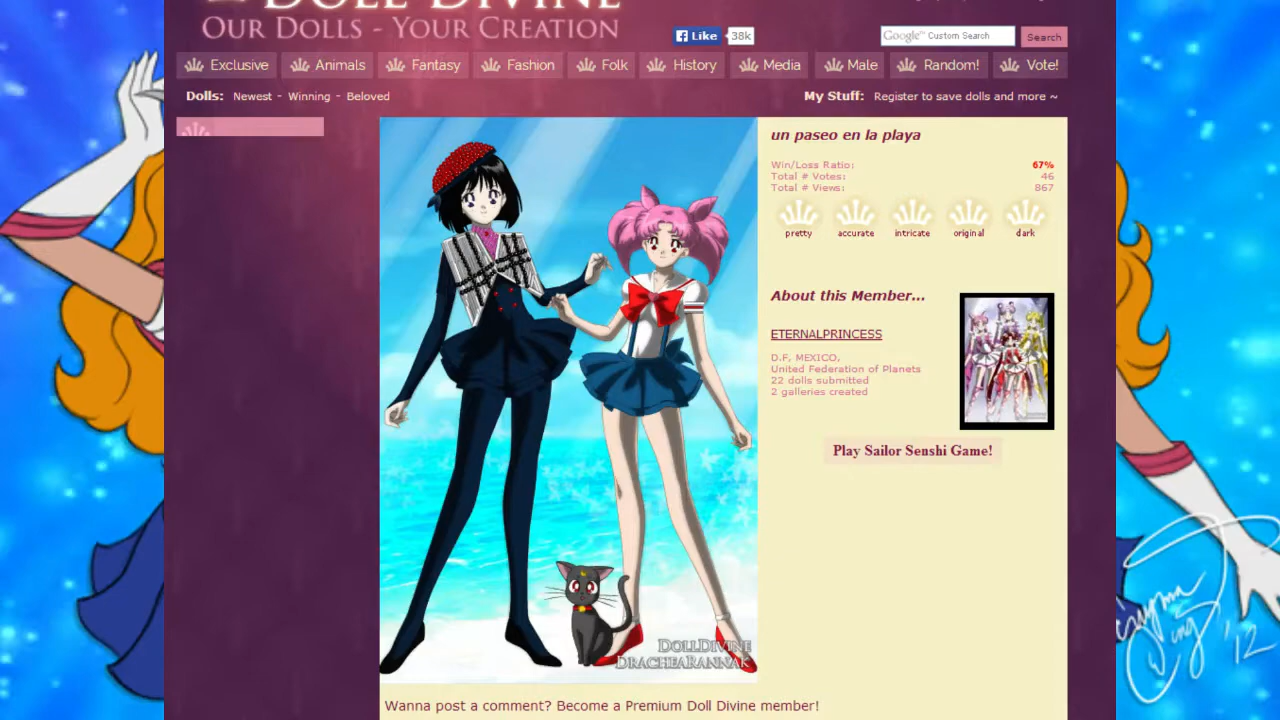 DOLL DIVINE
OUR DOLLS - YOUR CREATION
Like 38k
Google™ Custom Search
Search
Exclusive Animals Fantasy Fashion Folk History Media Male Random! Vote!
Dolls: Newest - Winning - Beloved
My Stuff: Register to save dolls and more ~
un paseo en la playa
Win/Loss Ratio: 67%
Total # Votes: 46
Total # Views: 867
pretty accurate intricate original dark
About this Member...
ETERNALPRINCESS
D.F, MEXICO,
United Federation of Planets
22 dolls submitted
2 galleries created
Play Sailor Senshi Game!
DOLLDIVINE
DRACHEARANNAK
Wanna post a comment? Become a Premium Doll Divine member!
'12